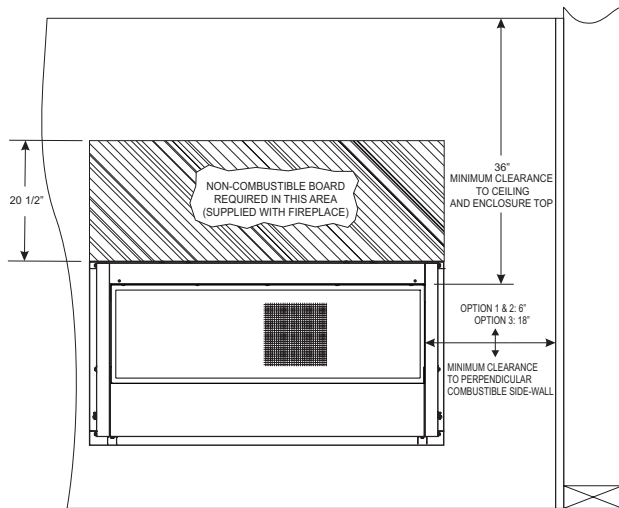 20 1/2”
NON-COMBUSTIBLE BOARD
REQUIRED IN THIS AREA
(SUPPLIED WITH FIREPLACE)
36”
MINIMUM CLEARANCE
TO CEILING
AND ENCLOSURE TOP
OPTION 1 & 2: 6”
OPTION 3: 18”
MINIMUM CLEARANCE
TO PERPENDICULAR
COMBUSTIBLE SIDE-WALL